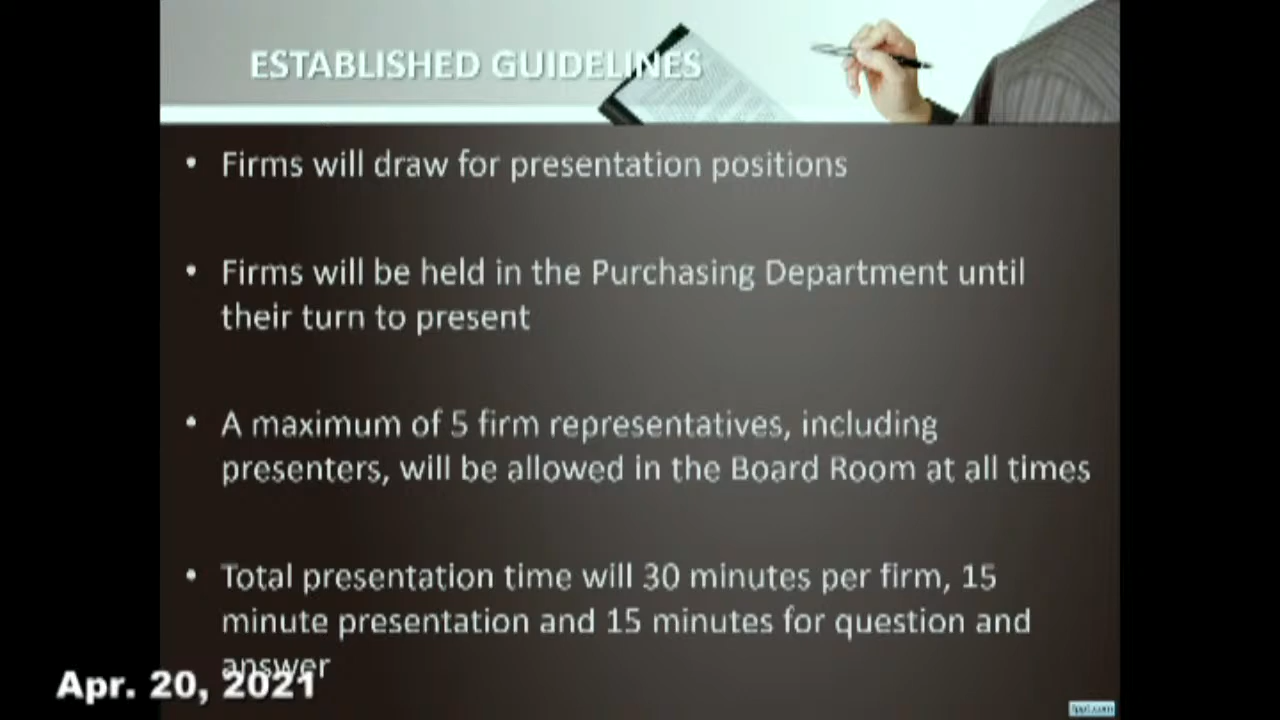 ESTABLISHED GUIDELINES
• Firms will draw for presentation positions
• Firms will be held in the Purchasing Department until
their turn to present
• A maximum of 5 firm representatives, including
presenters, will be allowed in the Board Room at all times
• Total presentation time will 30 minutes per firm, 15
minute presentation and 15 minutes for question and
answer
Apr. 20, 2021
fppt.com